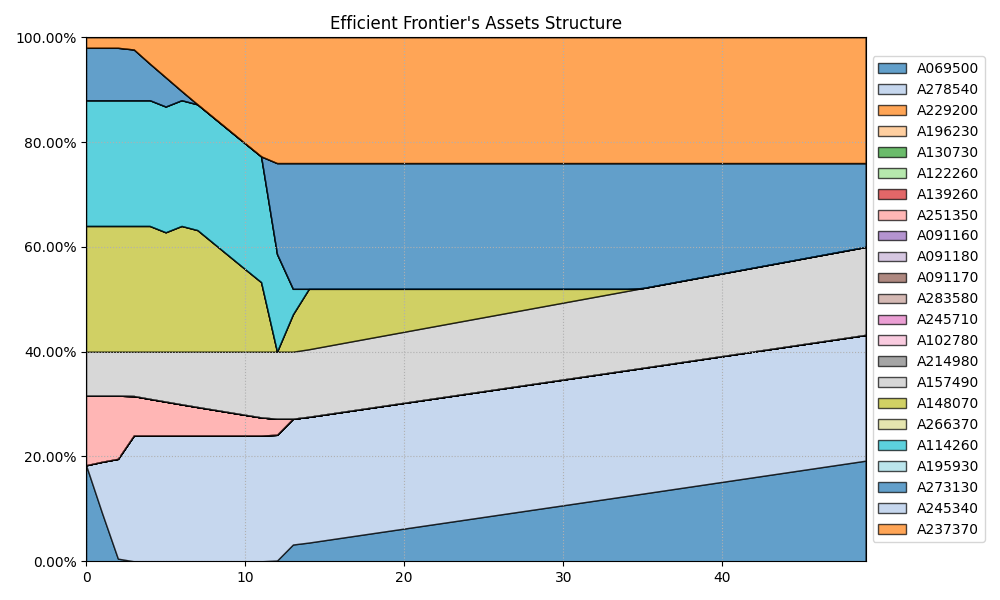 Efficient Frontier's Assets Structure
100.00%
80.00%
60.00%
40.00%
20.00%
0.00%
0
10
20
30
40
A069500
A278540
A229200
A196230
A130730
A122260
A139260
A251350
A091160
A091180
A091170
A283580
A245710
A102780
A214980
A157490
A148070
A266370
A114260
A195930
A273130
A245340
A237370